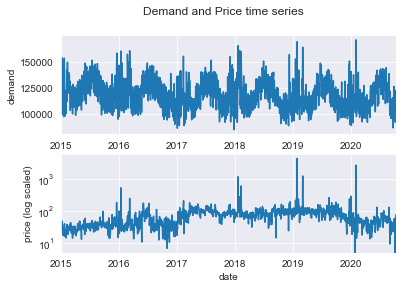 Demand and Price time series
demand
150000
125000
100000
2015 2016 2017 2018 2019 2020
price (log scaled)
10³
10²
10¹
2015 2016 2017 2018 2019 2020
date